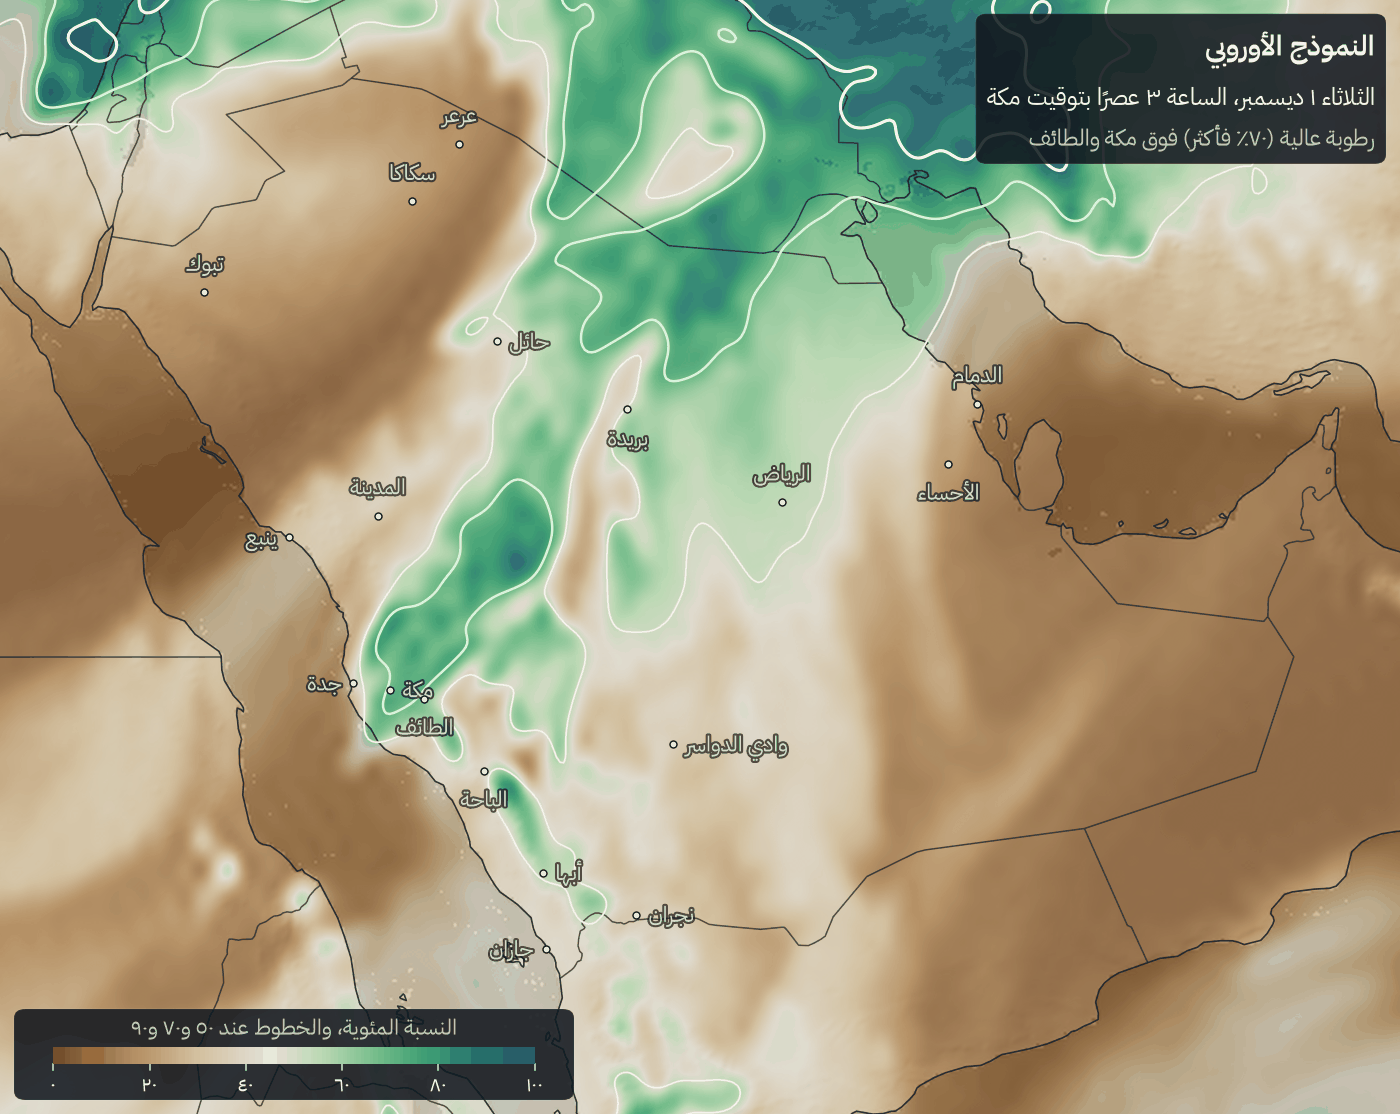 النموذج الأوروبي
الثلاثاء ١ ديسمبر، الساعة ٣ عصرًا بتوقيت مكة
رطوبة عالية (٧٠٪ فأكثر) فوق مكة والطائف
عرعر
سكاكا
تبوك
حائل
الدمام
بريدة
الرياض
الأحساء
المدينة
ينبع
جدة
مكة
الطائف
وادي الدواسر
الباحة
أبها
نجران
جازان
النسبة المئوية، والخطوط عند ٥٠ و٧٠ و٩٠
٠ ٢٠ ٤٠ ٦٠ ٨٠ ١٠٠